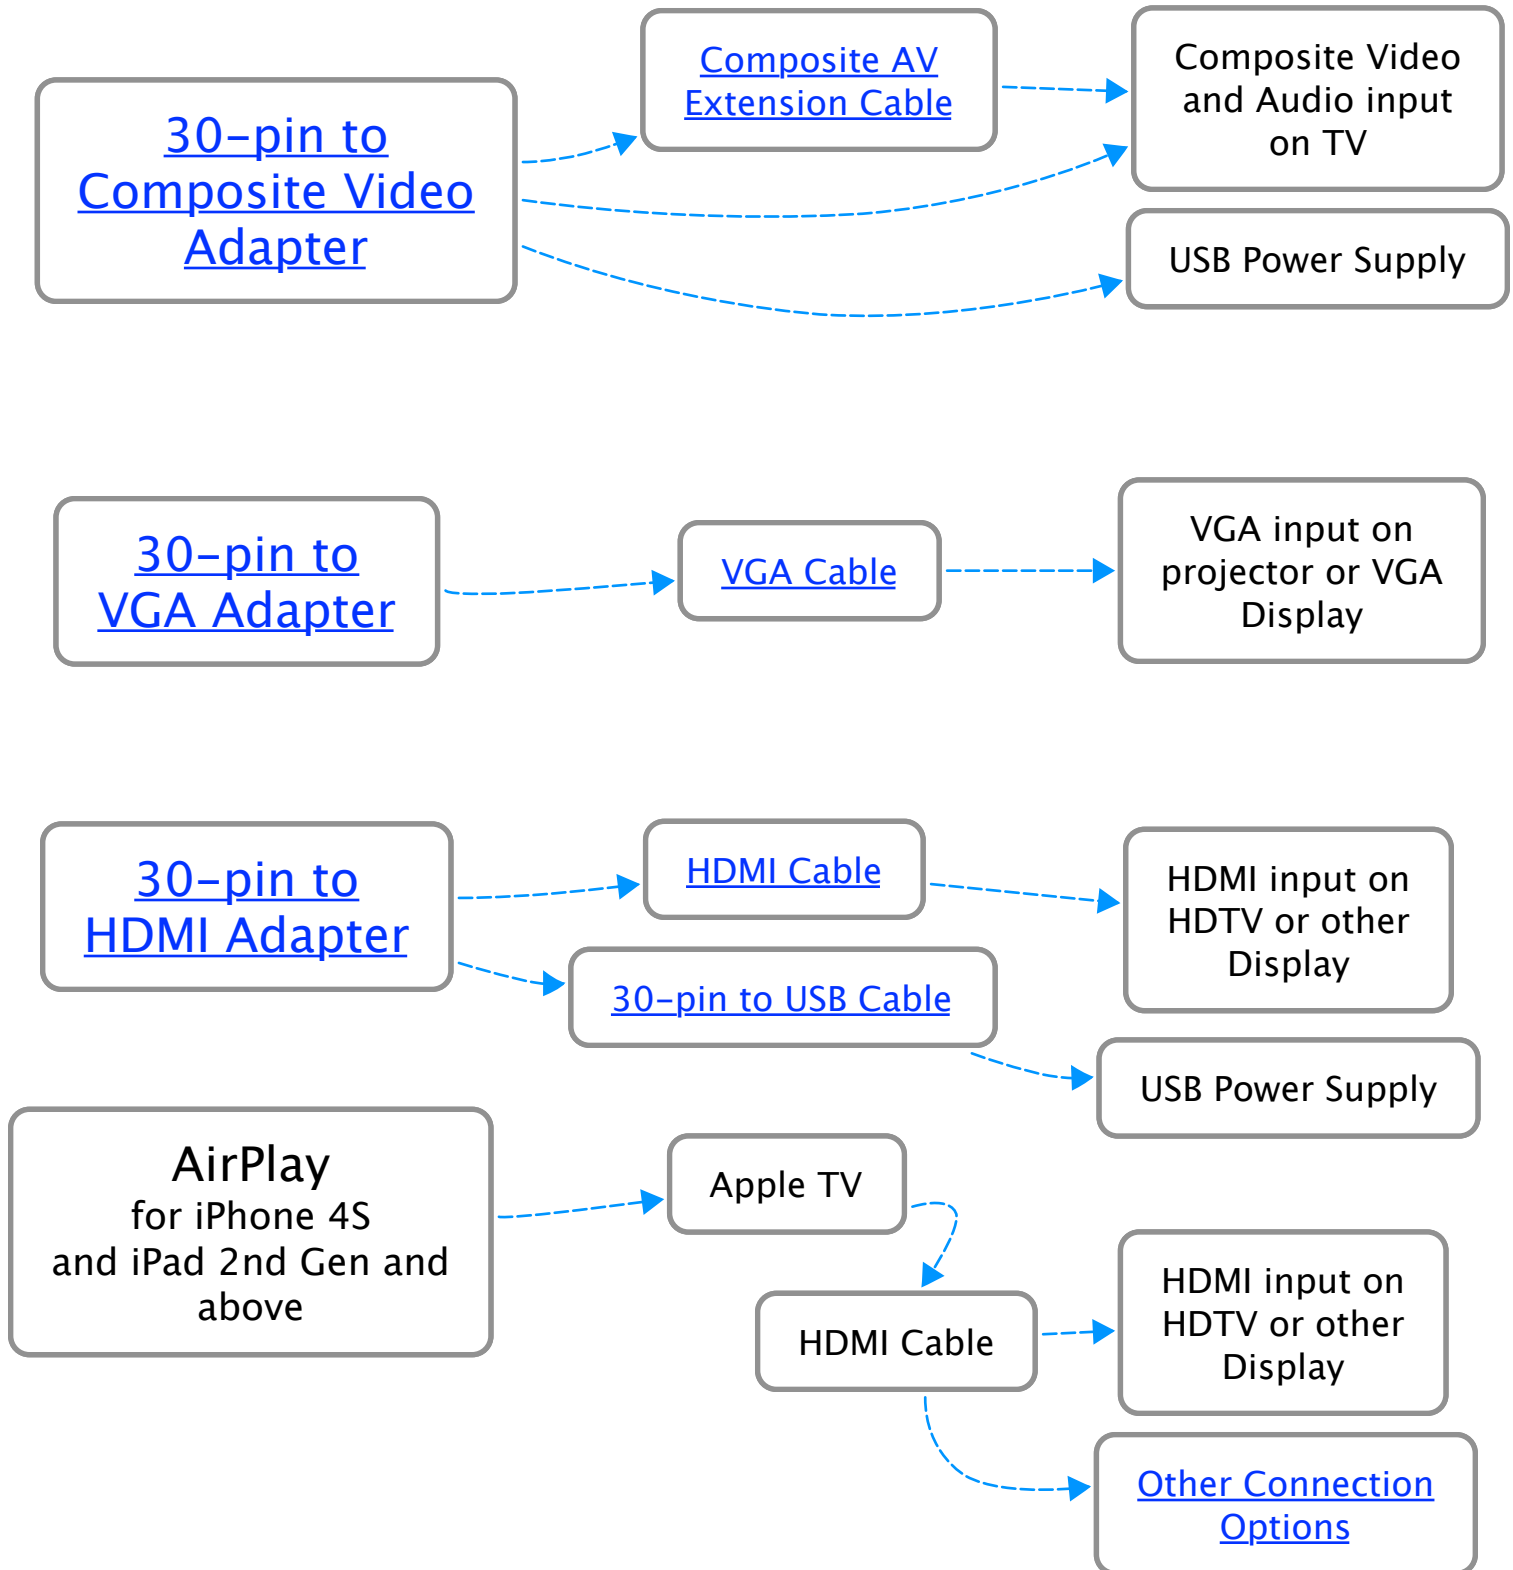 30-pin to
Composite Video
Adapter
Composite AV
Extension Cable
Composite Video
and Audio input
on TV
USB Power Supply
30-pin to
VGA Adapter
VGA Cable
VGA input on
projector or VGA
Display
30-pin to
HDMI Adapter
HDMI Cable
HDMI input on
HDTV or other
Display
30-pin to USB Cable
USB Power Supply
AirPlay
for iPhone 4S
and iPad 2nd Gen and
above
Apple TV
HDMI Cable
HDMI input on
HDTV or other
Display
Other Connection
Options